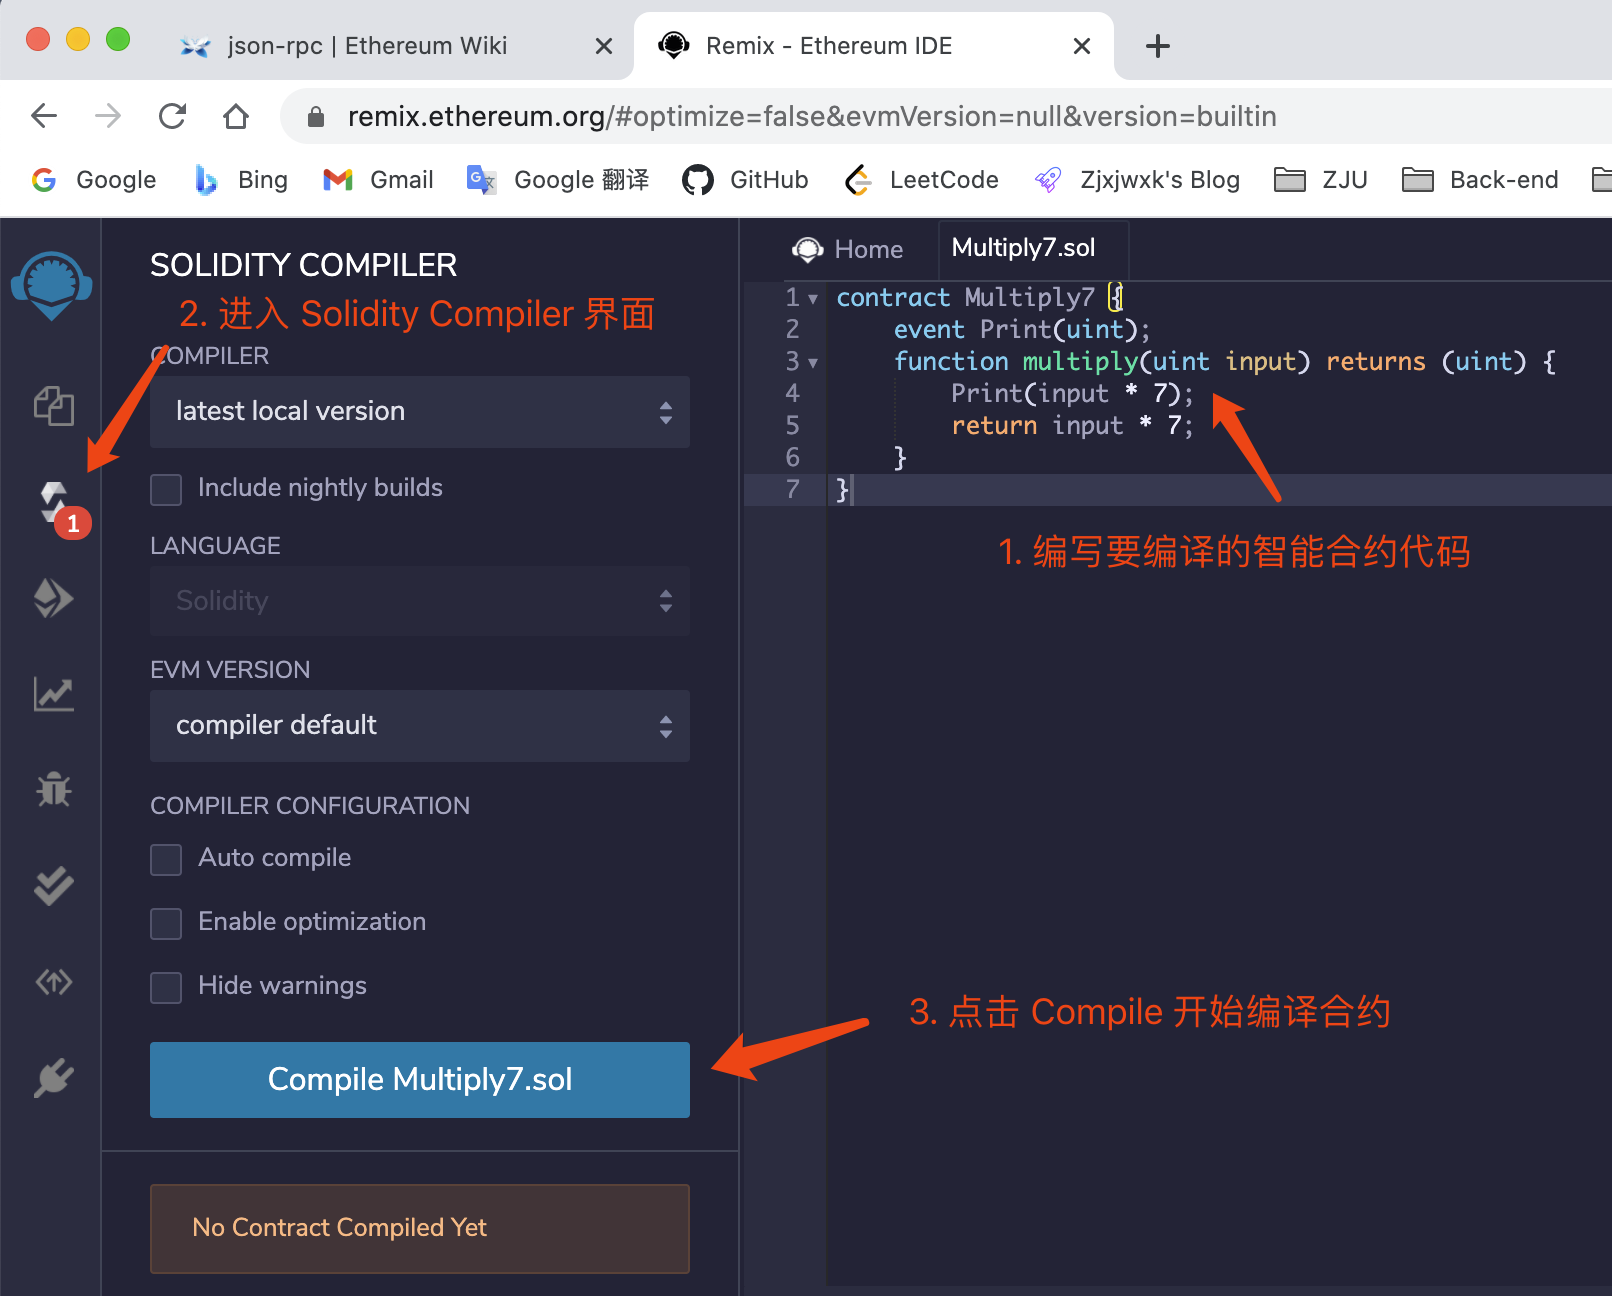 json-rpc | Ethereum Wiki
Remix - Ethereum IDE
remix.ethereum.org/#optimize=false&evmVersion=null&version=builtin
Google
Bing
Gmail
Google 翻译
GitHub
LeetCode
Zjxjwxk's Blog
ZJU
Back-end
SOLIDITY COMPILER
2. 进入 Solidity Compiler 界面
COMPILER
latest local version
Include nightly builds
1
LANGUAGE
Solidity
EVM VERSION
compiler default
COMPILER CONFIGURATION
Auto compile
Enable optimization
Hide warnings
Compile Multiply7.sol
No Contract Compiled Yet
Home
Multiply7.sol
1 contract Multiply7 {
2 event Print(uint);
3 function multiply(uint input) returns (uint) {
4 Print(input * 7);
5 return input * 7;
6 }
7 }
1. 编写要编译的智能合约代码
3. 点击 Compile 开始编译合约